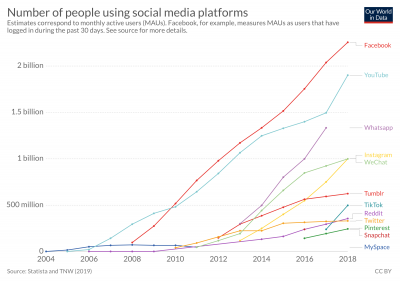 Number of people using social media platforms
Our World
in Data
Estimates correspond to monthly active users (MAUs). Facebook, for example, measures MAUs as users that have
logged in during the past 30 days. See source for more details.
Facebook
2 billion
YouTube
1.5 billion
Whatsapp
Instagram
1 billion
WeChat
Tumblr
500 million
TikTok
Reddit
Twitter
Pinterest
Snapchat
MySpace
0
2004
2006
2008
2010
2012
2014
2016
2018
Source: Statista and TNW (2019)
CC BY